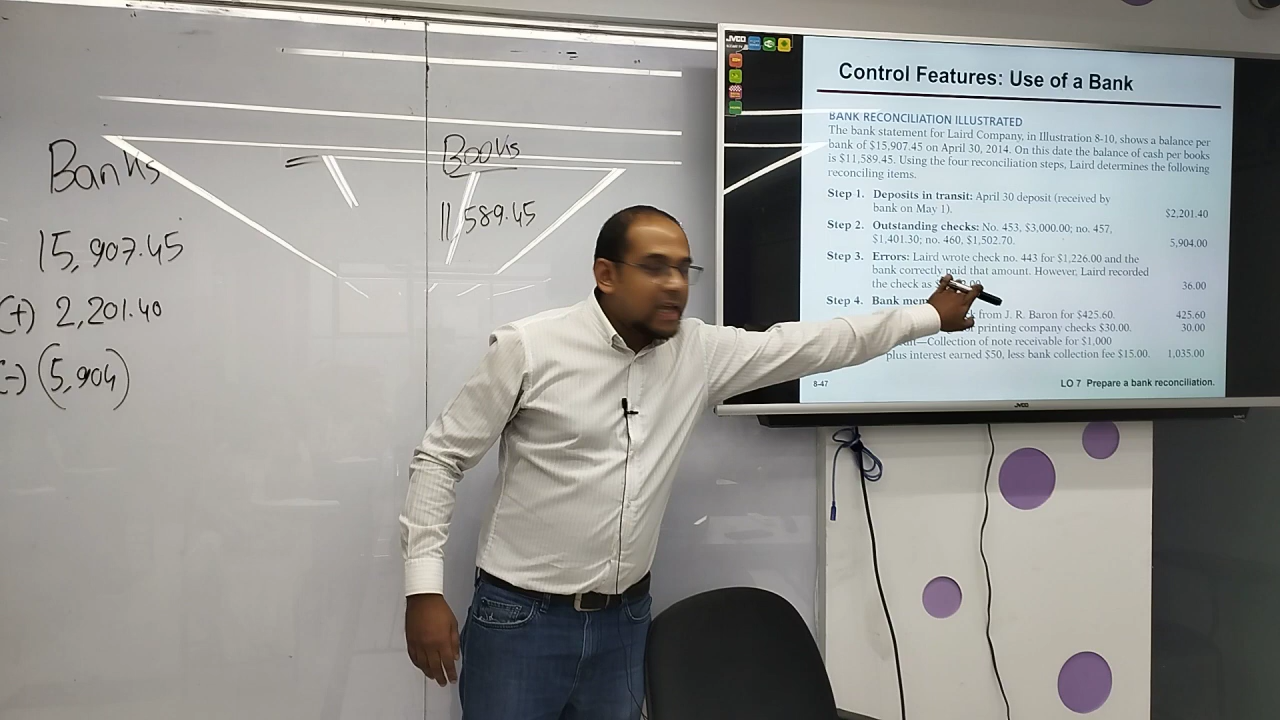 Banks = Books
15,907.45
11,589.45
(+) 2,201.40
(-) (5,904)
JVCO
Control Features: Use of a Bank
BANK RECONCILIATION ILLUSTRATED
The bank statement for Laird Company, in Illustration 8-10, shows a balance per
bank of $15,907.45 on April 30, 2014. On this date the balance of cash per books
is $11,589.45. Using the four reconciliation steps, Laird determines the following
reconciling items.
Step 1. Deposits in transit: April 30 deposit (received by
bank on May 1). $2,201.40
Step 2. Outstanding checks: No. 453, $3,000.00; no. 457,
$1,401.30; no. 460, $1,502.70. 5,904.00
Step 3. Errors: Laird wrote check no. 443 for $1,226.00 and the
bank correctly paid that amount. However, Laird recorded
the check as 36.00
Step 4. Bank
from J. R. Baron for $425.60. 425.60
printing company checks $30.00. 30.00
—Collection of note receivable for $1,000
plus interest earned $50, less bank collection fee $15.00. 1,035.00
8-47
LO 7 Prepare a bank reconciliation.
JVCO